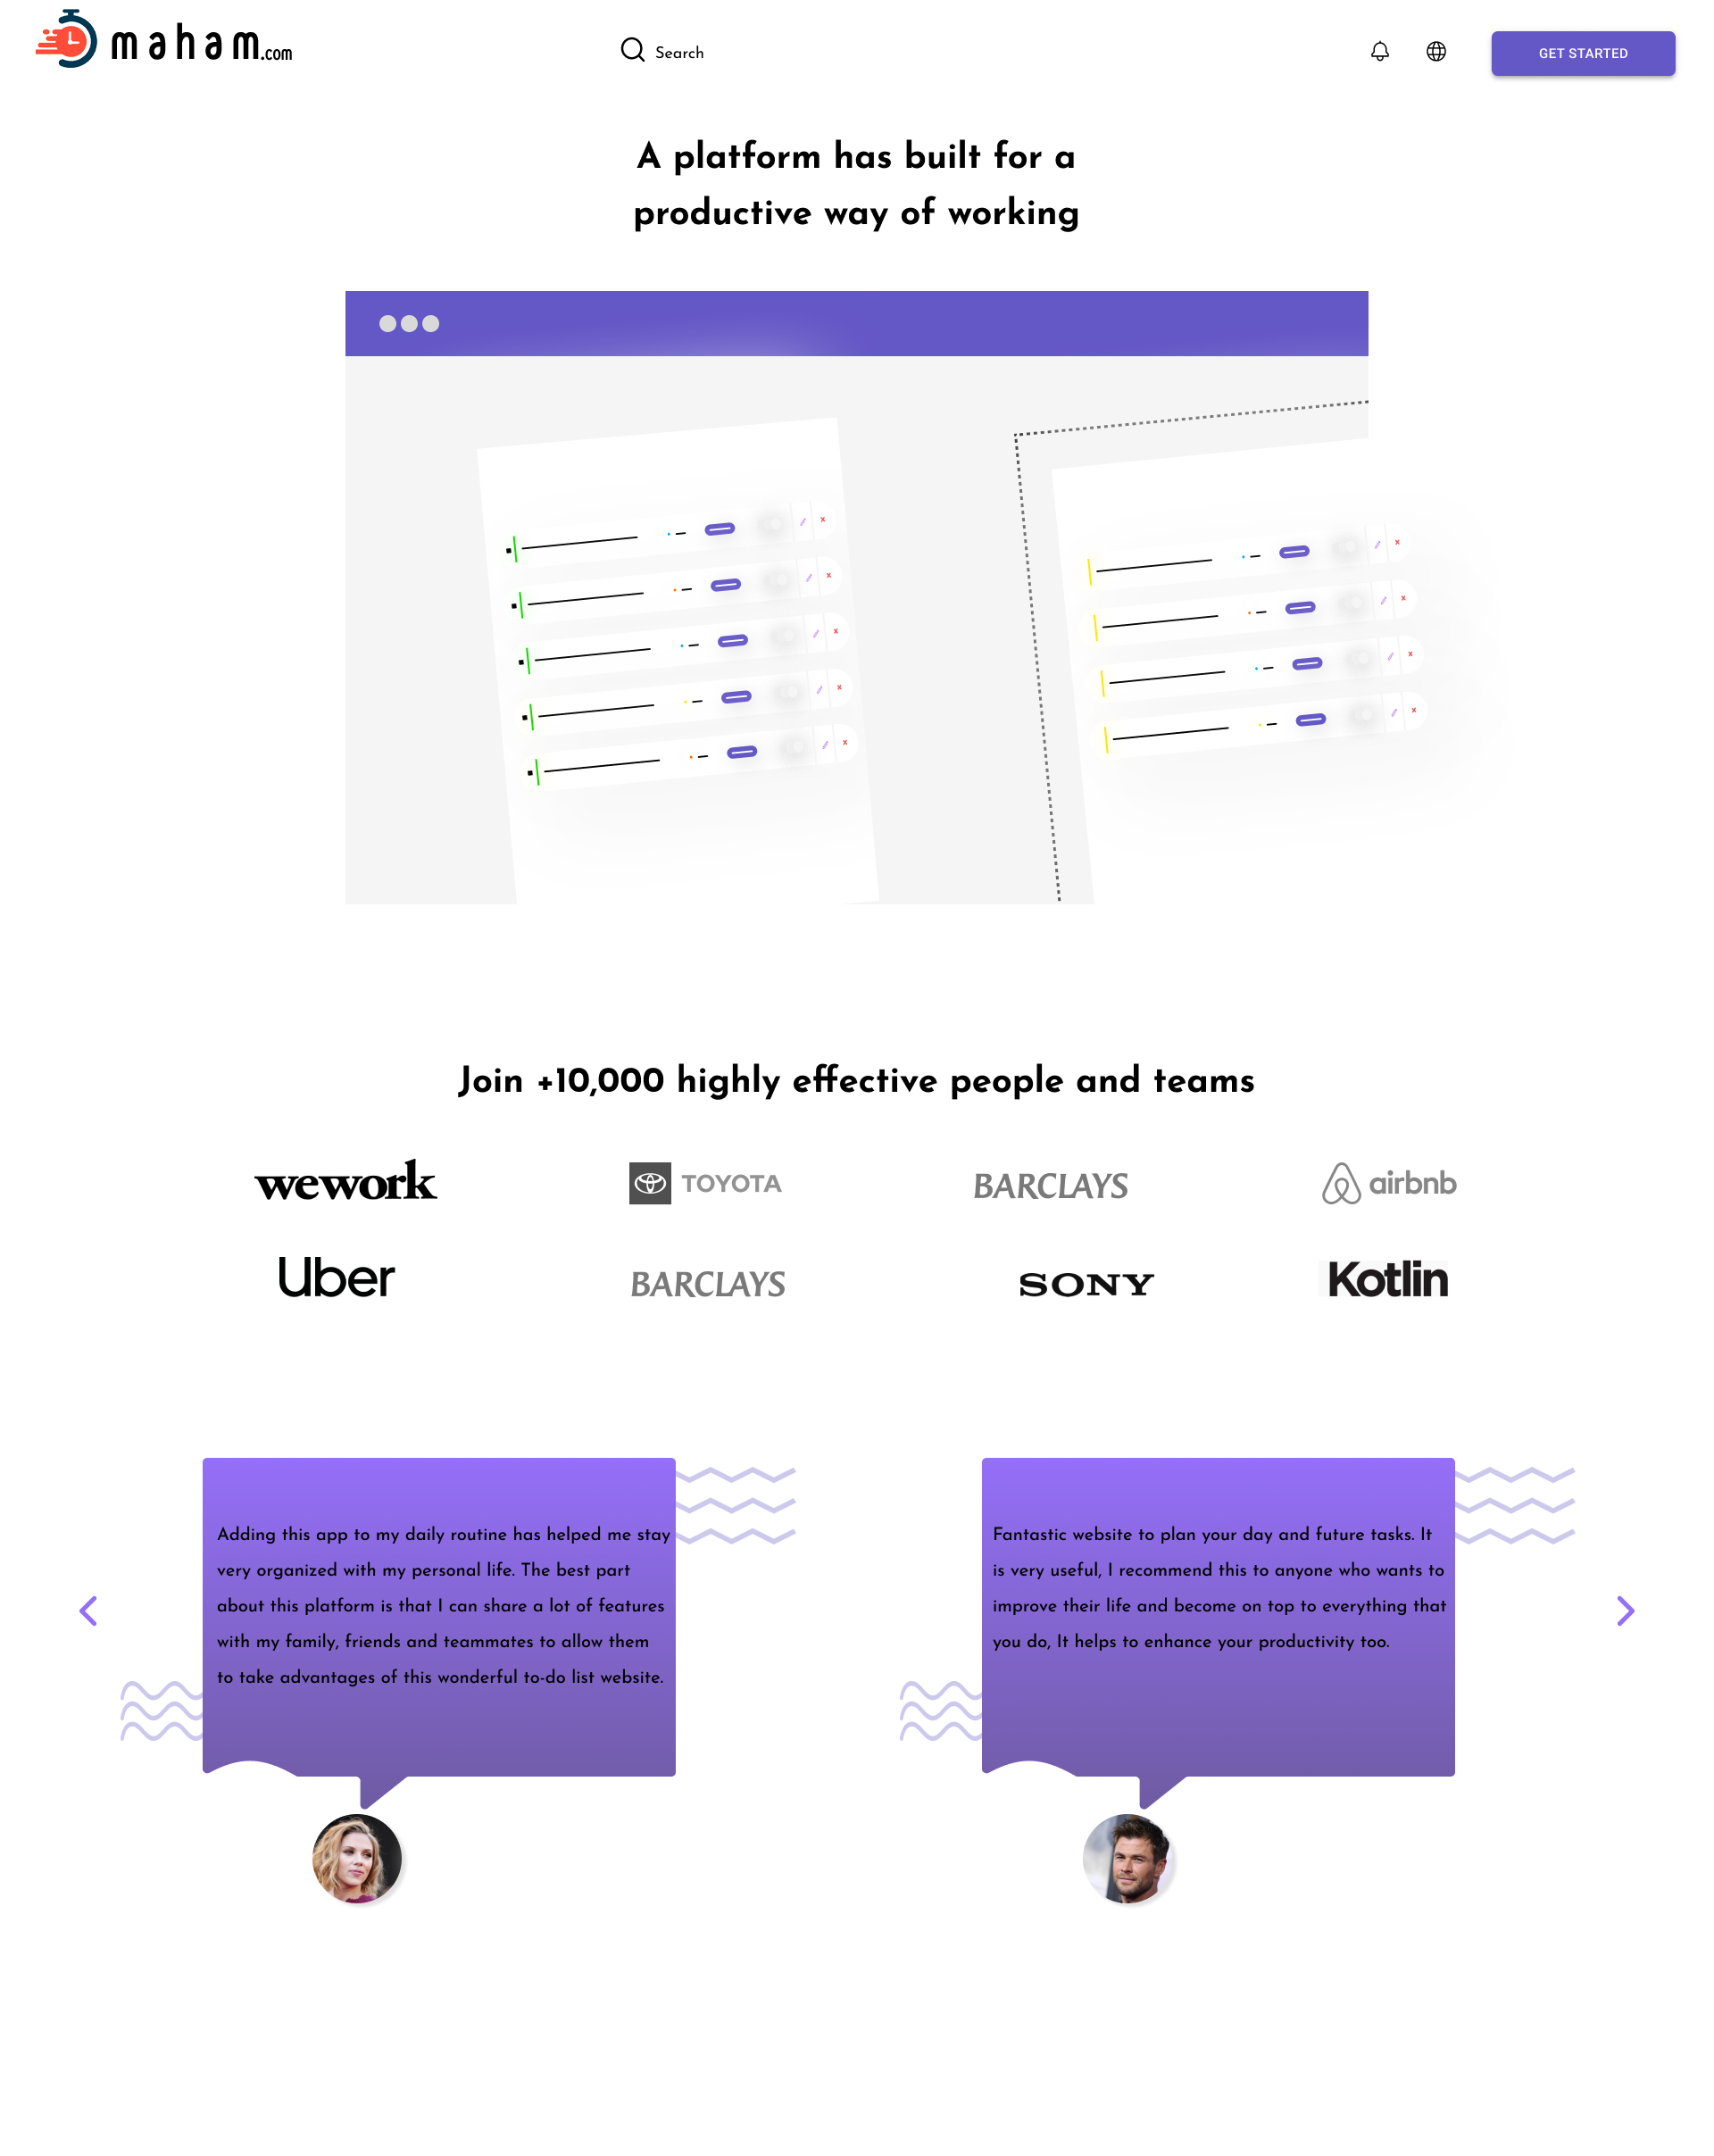 maham.com
Search
GET STARTED
A platform has built for a
productive way of working
Join +10,000 highly effective people and teams
wework
TOYOTA
BARCLAYS
airbnb
Uber
BARCLAYS
SONY
Kotlin
Adding this app to my daily routine has helped me stay
very organized with my personal life. The best part
about this platform is that I can share a lot of features
with my family, friends and teammates to allow them
to take advantages of this wonderful to-do list website.
Fantastic website to plan your day and future tasks. It
is very useful, I recommend this to anyone who wants to
improve their life and become on top to everything that
you do, It helps to enhance your productivity too.